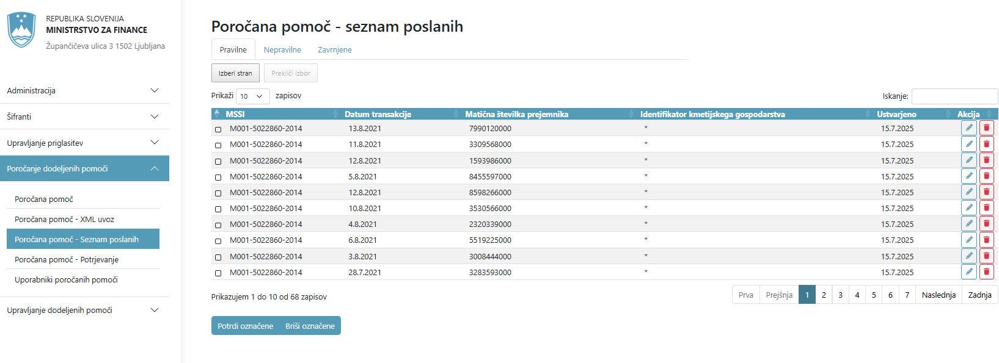 REPUBLIKA SLOVENIJA
MINISTRSTVO ZA FINANCE
Župančičeva ulica 3 1502 Ljubljana
Administracija
Šifranti
Upravljanje priglasitev
Poročanje dodeljenih pomoči
Poročana pomoč
Poročana pomoč - XML uvoz
Poročana pomoč - Seznam poslanih
Poročana pomoč - Potrjevanje
Uporabniki poročanih pomoči
Upravljanje dodeljenih pomoči
Poročana pomoč - seznam poslanih
Pravilne Nepravilne Zavrnjene
Izberi stran Prekliči izbor
Prikaži 10 zapisov Iskanje:
MSSI Datum transakcije Matična številka prejemnika Identifikator kmetijskega gospodarstva Ustvarjeno Akcija
M001-5022860-2014 13.8.2021 7990120000 * 15.7.2025
M001-5022860-2014 11.8.2021 3309568000 * 15.7.2025
M001-5022860-2014 12.8.2021 1593986000 * 15.7.2025
M001-5022860-2014 5.8.2021 8455597000 * 15.7.2025
M001-5022860-2014 12.8.2021 8598266000 * 15.7.2025
M001-5022860-2014 10.8.2021 3530566000 * 15.7.2025
M001-5022860-2014 4.8.2021 2320339000 * 15.7.2025
M001-5022860-2014 6.8.2021 5519225000 * 15.7.2025
M001-5022860-2014 3.8.2021 3008444000 * 15.7.2025
M001-5022860-2014 28.7.2021 3283593000 * 15.7.2025
Prikazujem 1 do 10 od 68 zapisov
Prva Prejšnja 1 2 3 4 5 6 7 Naslednja Zadnja
Potrdi označene Briši označene